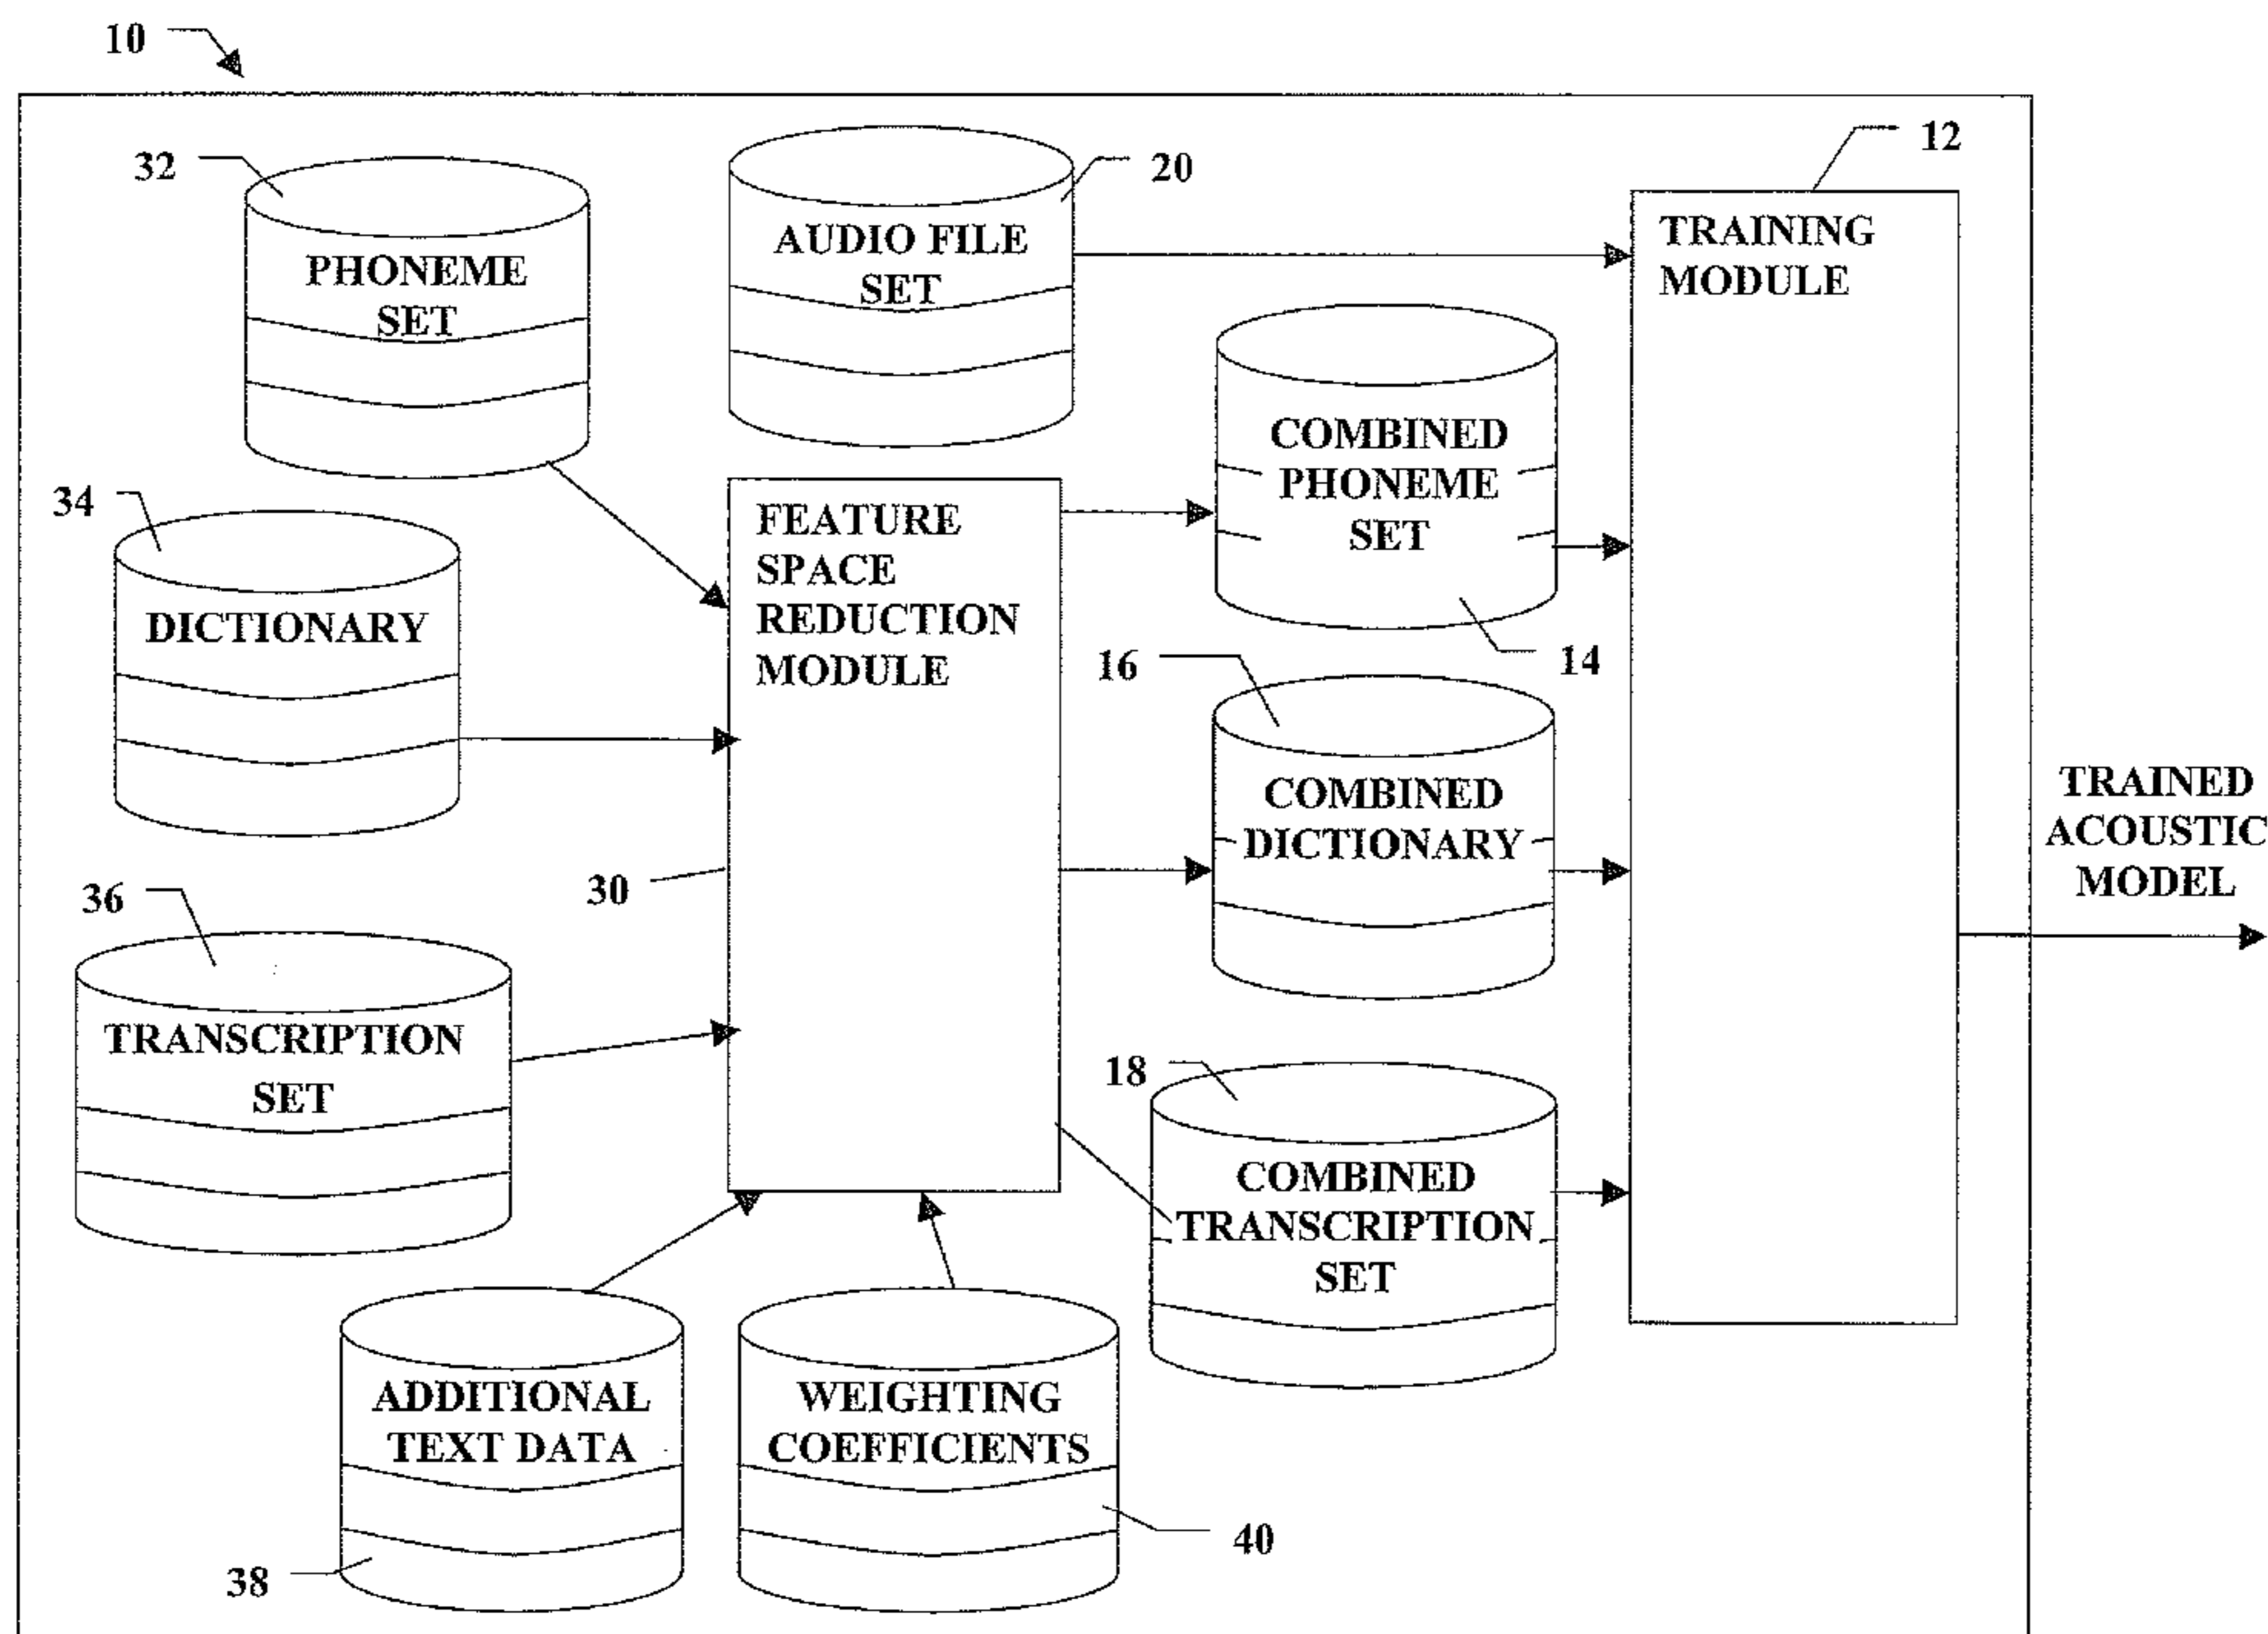 10
32
PHONEME
SET
AUDIO FILE
SET
20
12
TRAINING
MODULE
34
DICTIONARY
FEATURE
SPACE
REDUCTION
MODULE
COMBINED
PHONEME
SET
14
16
COMBINED
DICTIONARY
30
36
TRANSCRIPTION
SET
18
COMBINED
TRANSCRIPTION
SET
TRAINED
ACOUSTIC
MODEL
ADDITIONAL
TEXT DATA
38
WEIGHTING
COEFFICIENTS
40